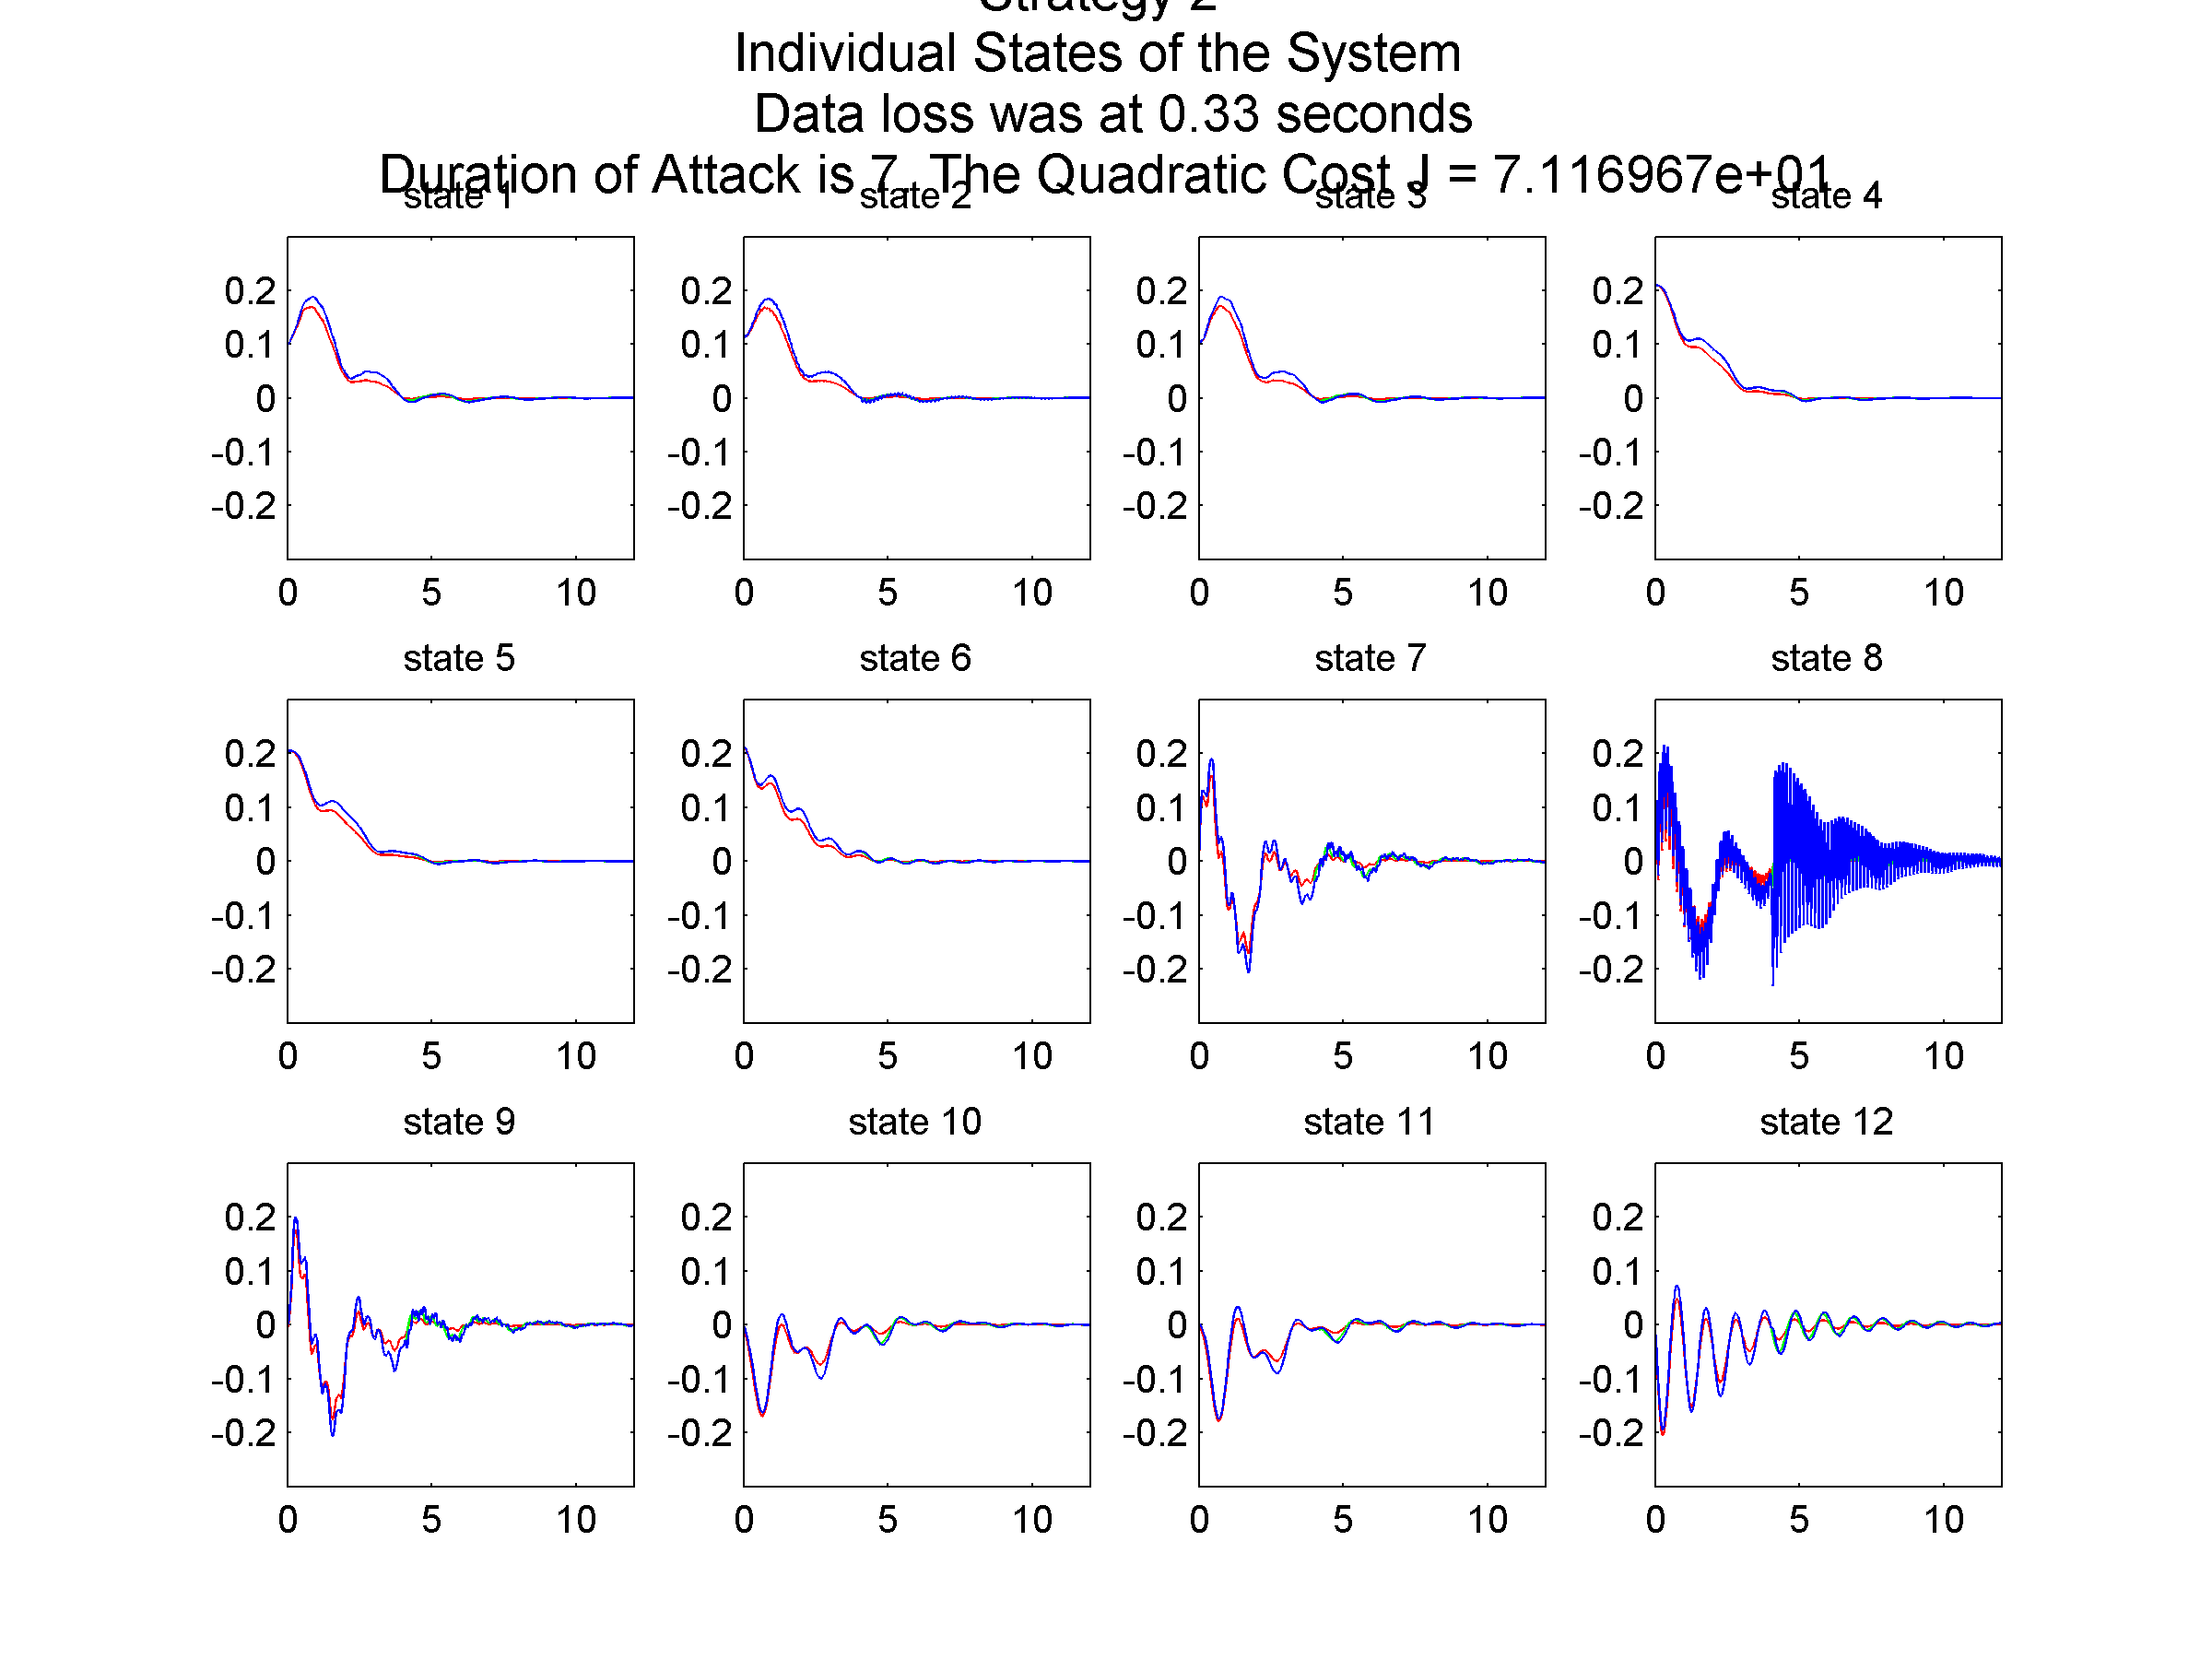 Strategy 2
Individual States of the System
Data loss was at 0.33 seconds
Duration of Attack is 7. The Quadratic Cost J = 7.116967e+01
state 1 state 2 state 3 state 4
0.2 0.2 0.2 0.2
0.1 0.1 0.1 0.1
0 0 0 0
-0.1 -0.1 -0.1 -0.1
-0.2 -0.2 -0.2 -0.2
0 5 10 0 5 10 0 5 10 0 5 10
state 5 state 6 state 7 state 8
0.2 0.2 0.2 0.2
0.1 0.1 0.1 0.1
0 0 0 0
-0.1 -0.1 -0.1 -0.1
-0.2 -0.2 -0.2 -0.2
0 5 10 0 5 10 0 5 10 0 5 10
state 9 state 10 state 11 state 12
0.2 0.2 0.2 0.2
0.1 0.1 0.1 0.1
0 0 0 0
-0.1 -0.1 -0.1 -0.1
-0.2 -0.2 -0.2 -0.2
0 5 10 0 5 10 0 5 10 0 5 10